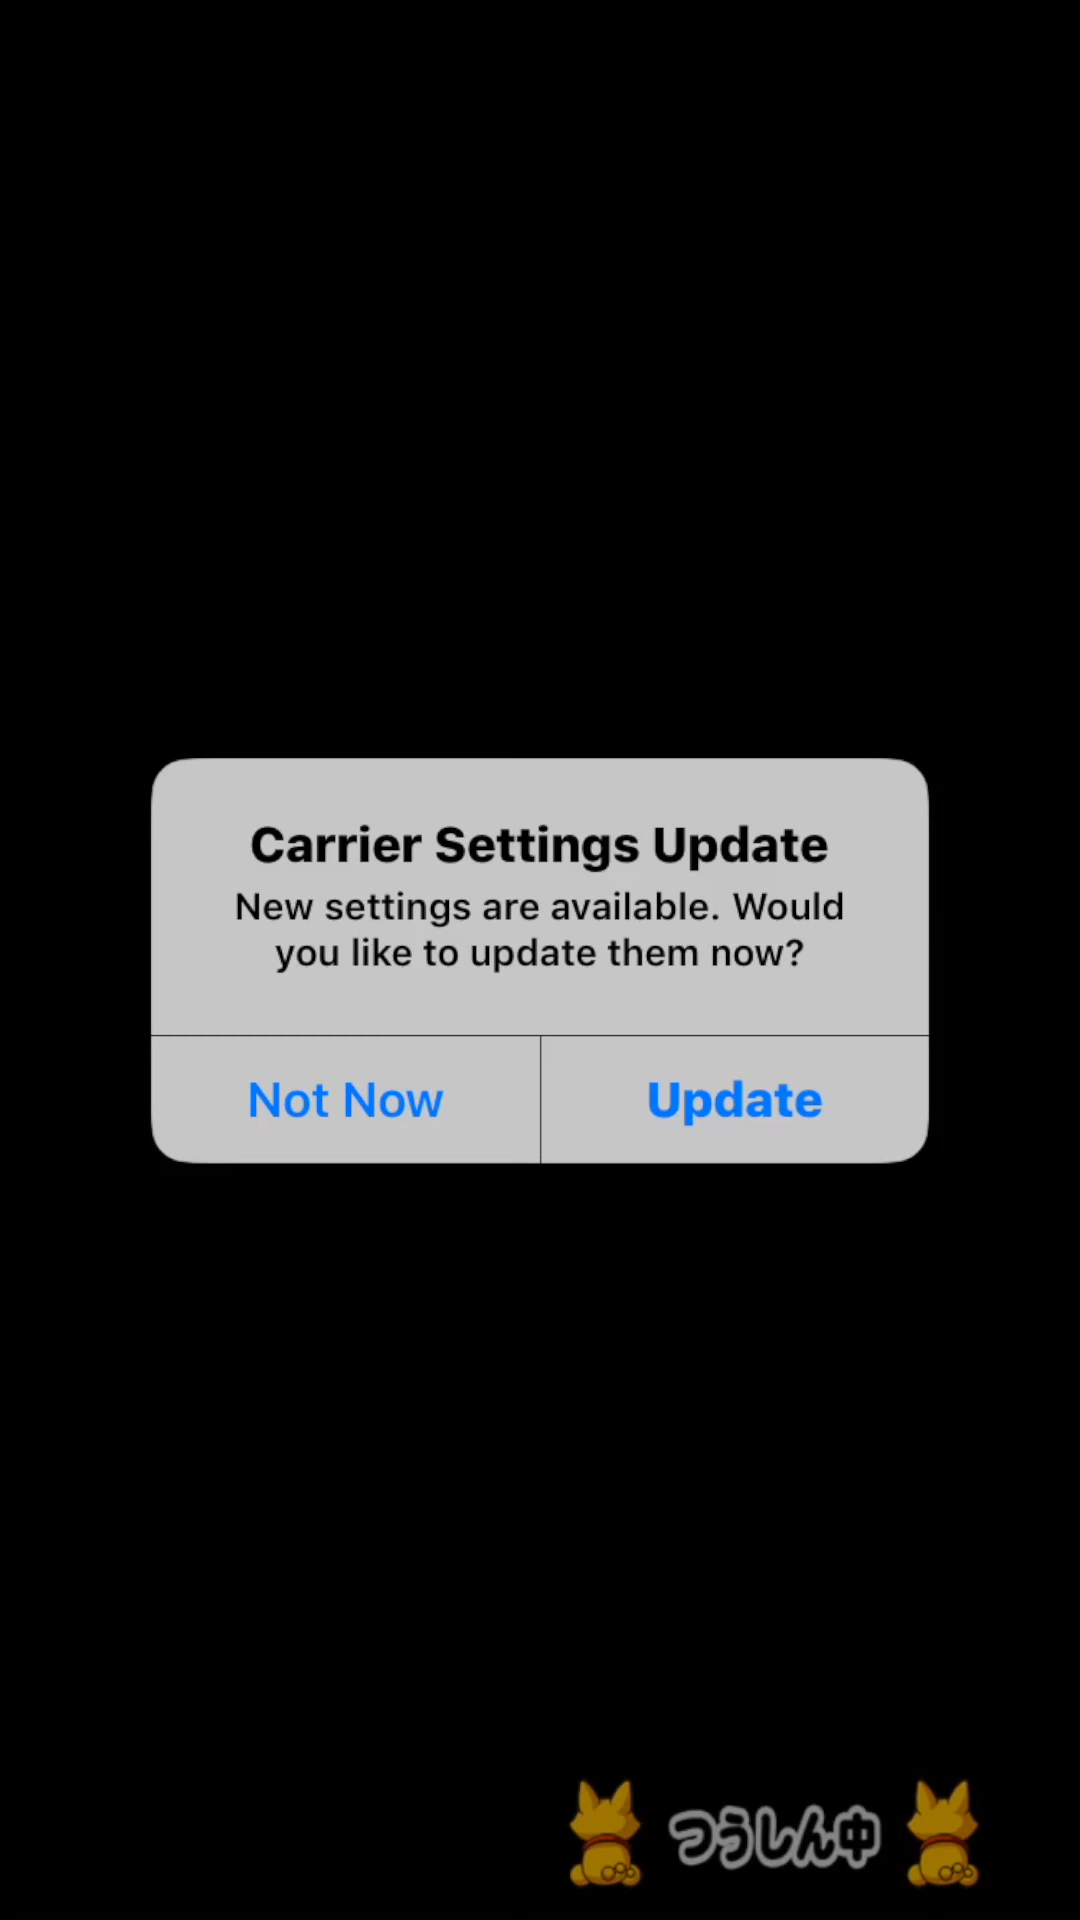 Carrier Settings Update
New settings are available. Would
you like to update them now?
Not Now
Update
つうしん中